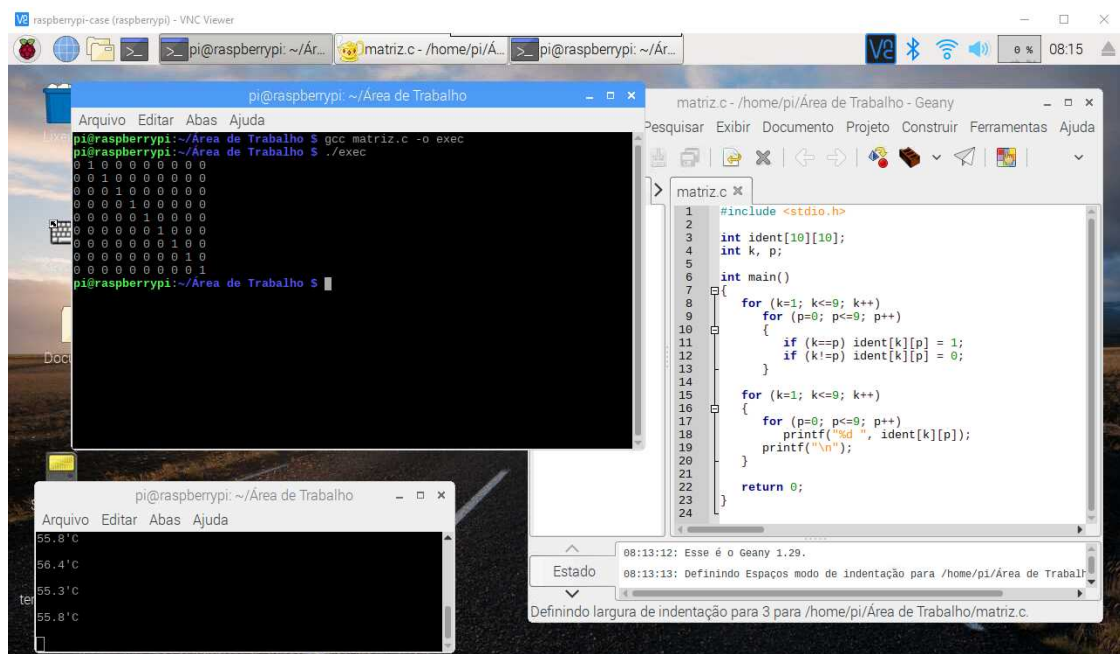 raspberrypi-case (raspberrypi) - VNC Viewer
pi@raspberrypi: ~/Ár...
matriz.c - /home/pi/Á...
pi@raspberrypi: ~/Ár...
0 %
08:15
pi@raspberrypi: ~/Área de Trabalho
Arquivo Editar Abas Ajuda
pi@raspberrypi:~/Área de Trabalho $ gcc matriz.c -o exec
pi@raspberrypi:~/Área de Trabalho $ ./exec
0 1 0 0 0 0 0 0 0 0
0 0 1 0 0 0 0 0 0 0
0 0 0 1 0 0 0 0 0 0
0 0 0 0 1 0 0 0 0 0
0 0 0 0 0 1 0 0 0 0
0 0 0 0 0 0 1 0 0 0
0 0 0 0 0 0 0 1 0 0
0 0 0 0 0 0 0 0 1 0
0 0 0 0 0 0 0 0 0 1
pi@raspberrypi:~/Área de Trabalho $
matriz.c - /home/pi/Área de Trabalho - Geany
Pesquisar Exibir Documento Projeto Construir Ferramentas Ajuda
matriz.c
1 #include <stdio.h>
2
3 int ident[10][10];
4 int k, p;
5
6 int main()
7 {
8 for (k=1; k<=9; k++)
9 for (p=0; p<=9; p++)
10 {
11 if (k==p) ident[k][p] = 1;
12 if (k!=p) ident[k][p] = 0;
13 }
14
15 for (k=1; k<=9; k++)
16 {
17 for (p=0; p<=9; p++)
18 printf("%d ", ident[k][p]);
19 printf("\n");
20 }
21
22 return 0;
23 }
24
Estado
08:13:12: Esse é o Geany 1.29.
08:13:13: Definindo Espaços modo de indentação para /home/pi/Área de Trabalh
Definindo largura de indentação para 3 para /home/pi/Área de Trabalho/matriz.c.
pi@raspberrypi: ~/Área de Trabalho
Arquivo Editar Abas Ajuda
55.8'C
56.4'C
55.3'C
55.8'C